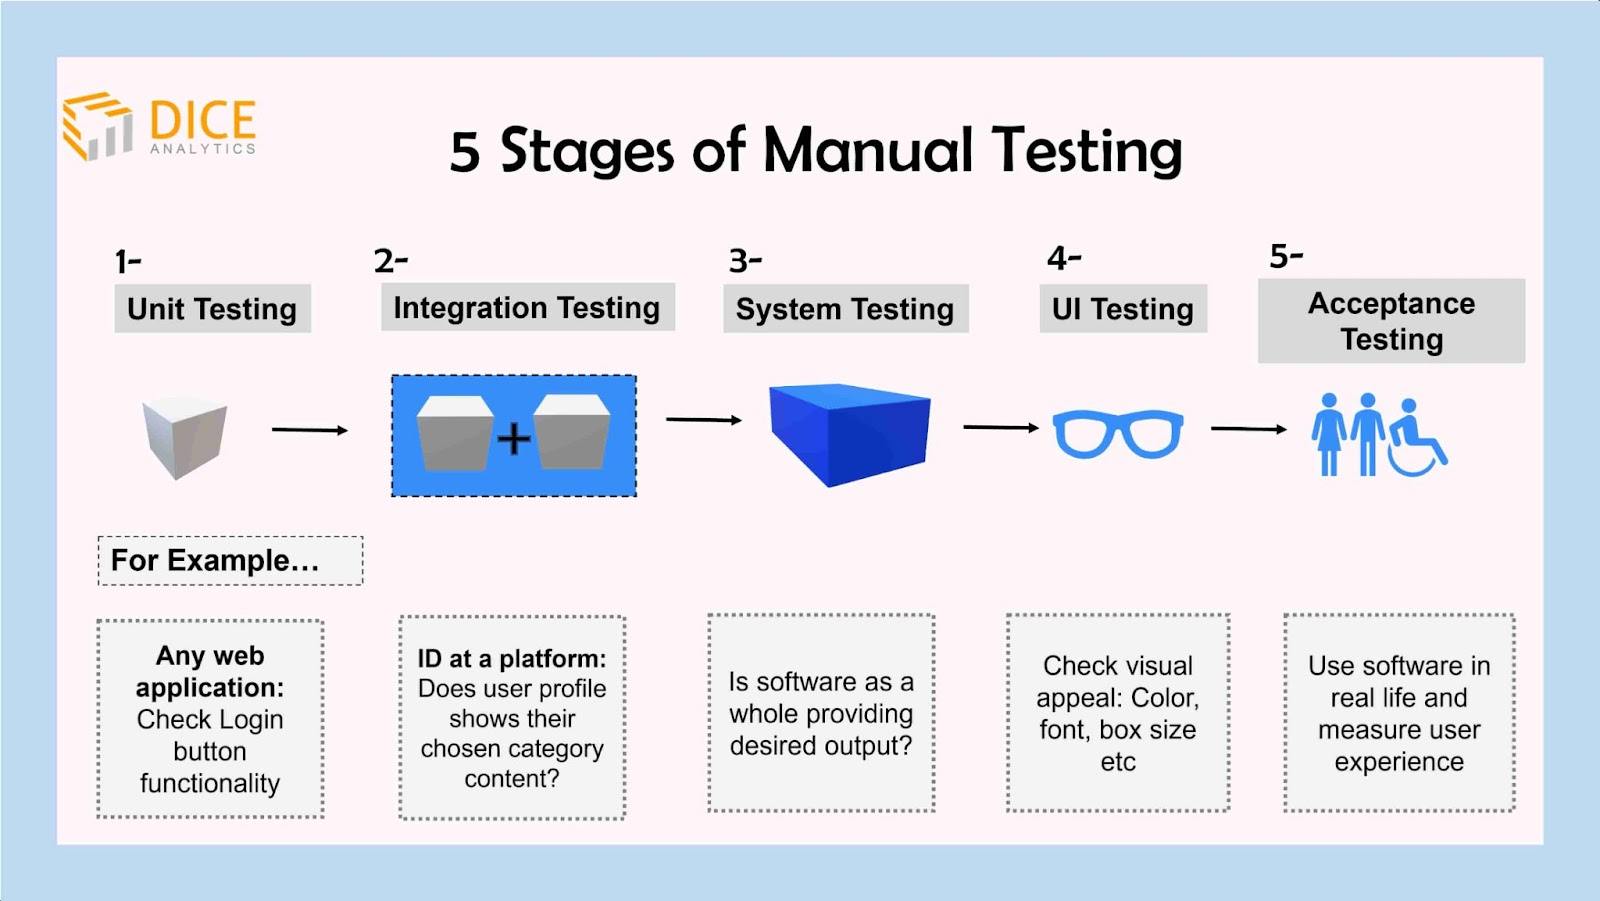 DICE
ANALYTICS
5 Stages of Manual Testing
1-
Unit Testing
2-
Integration Testing
3-
System Testing
4-
UI Testing
5-
Acceptance
Testing
+
For Example...
Any web
application:
Check Login
button
functionality
ID at a platform:
Does user profile
shows their
chosen category
content?
Is software as a
whole providing
desired output?
Check visual
appeal: Color,
font, box size
etc
Use software in
real life and
measure user
experience